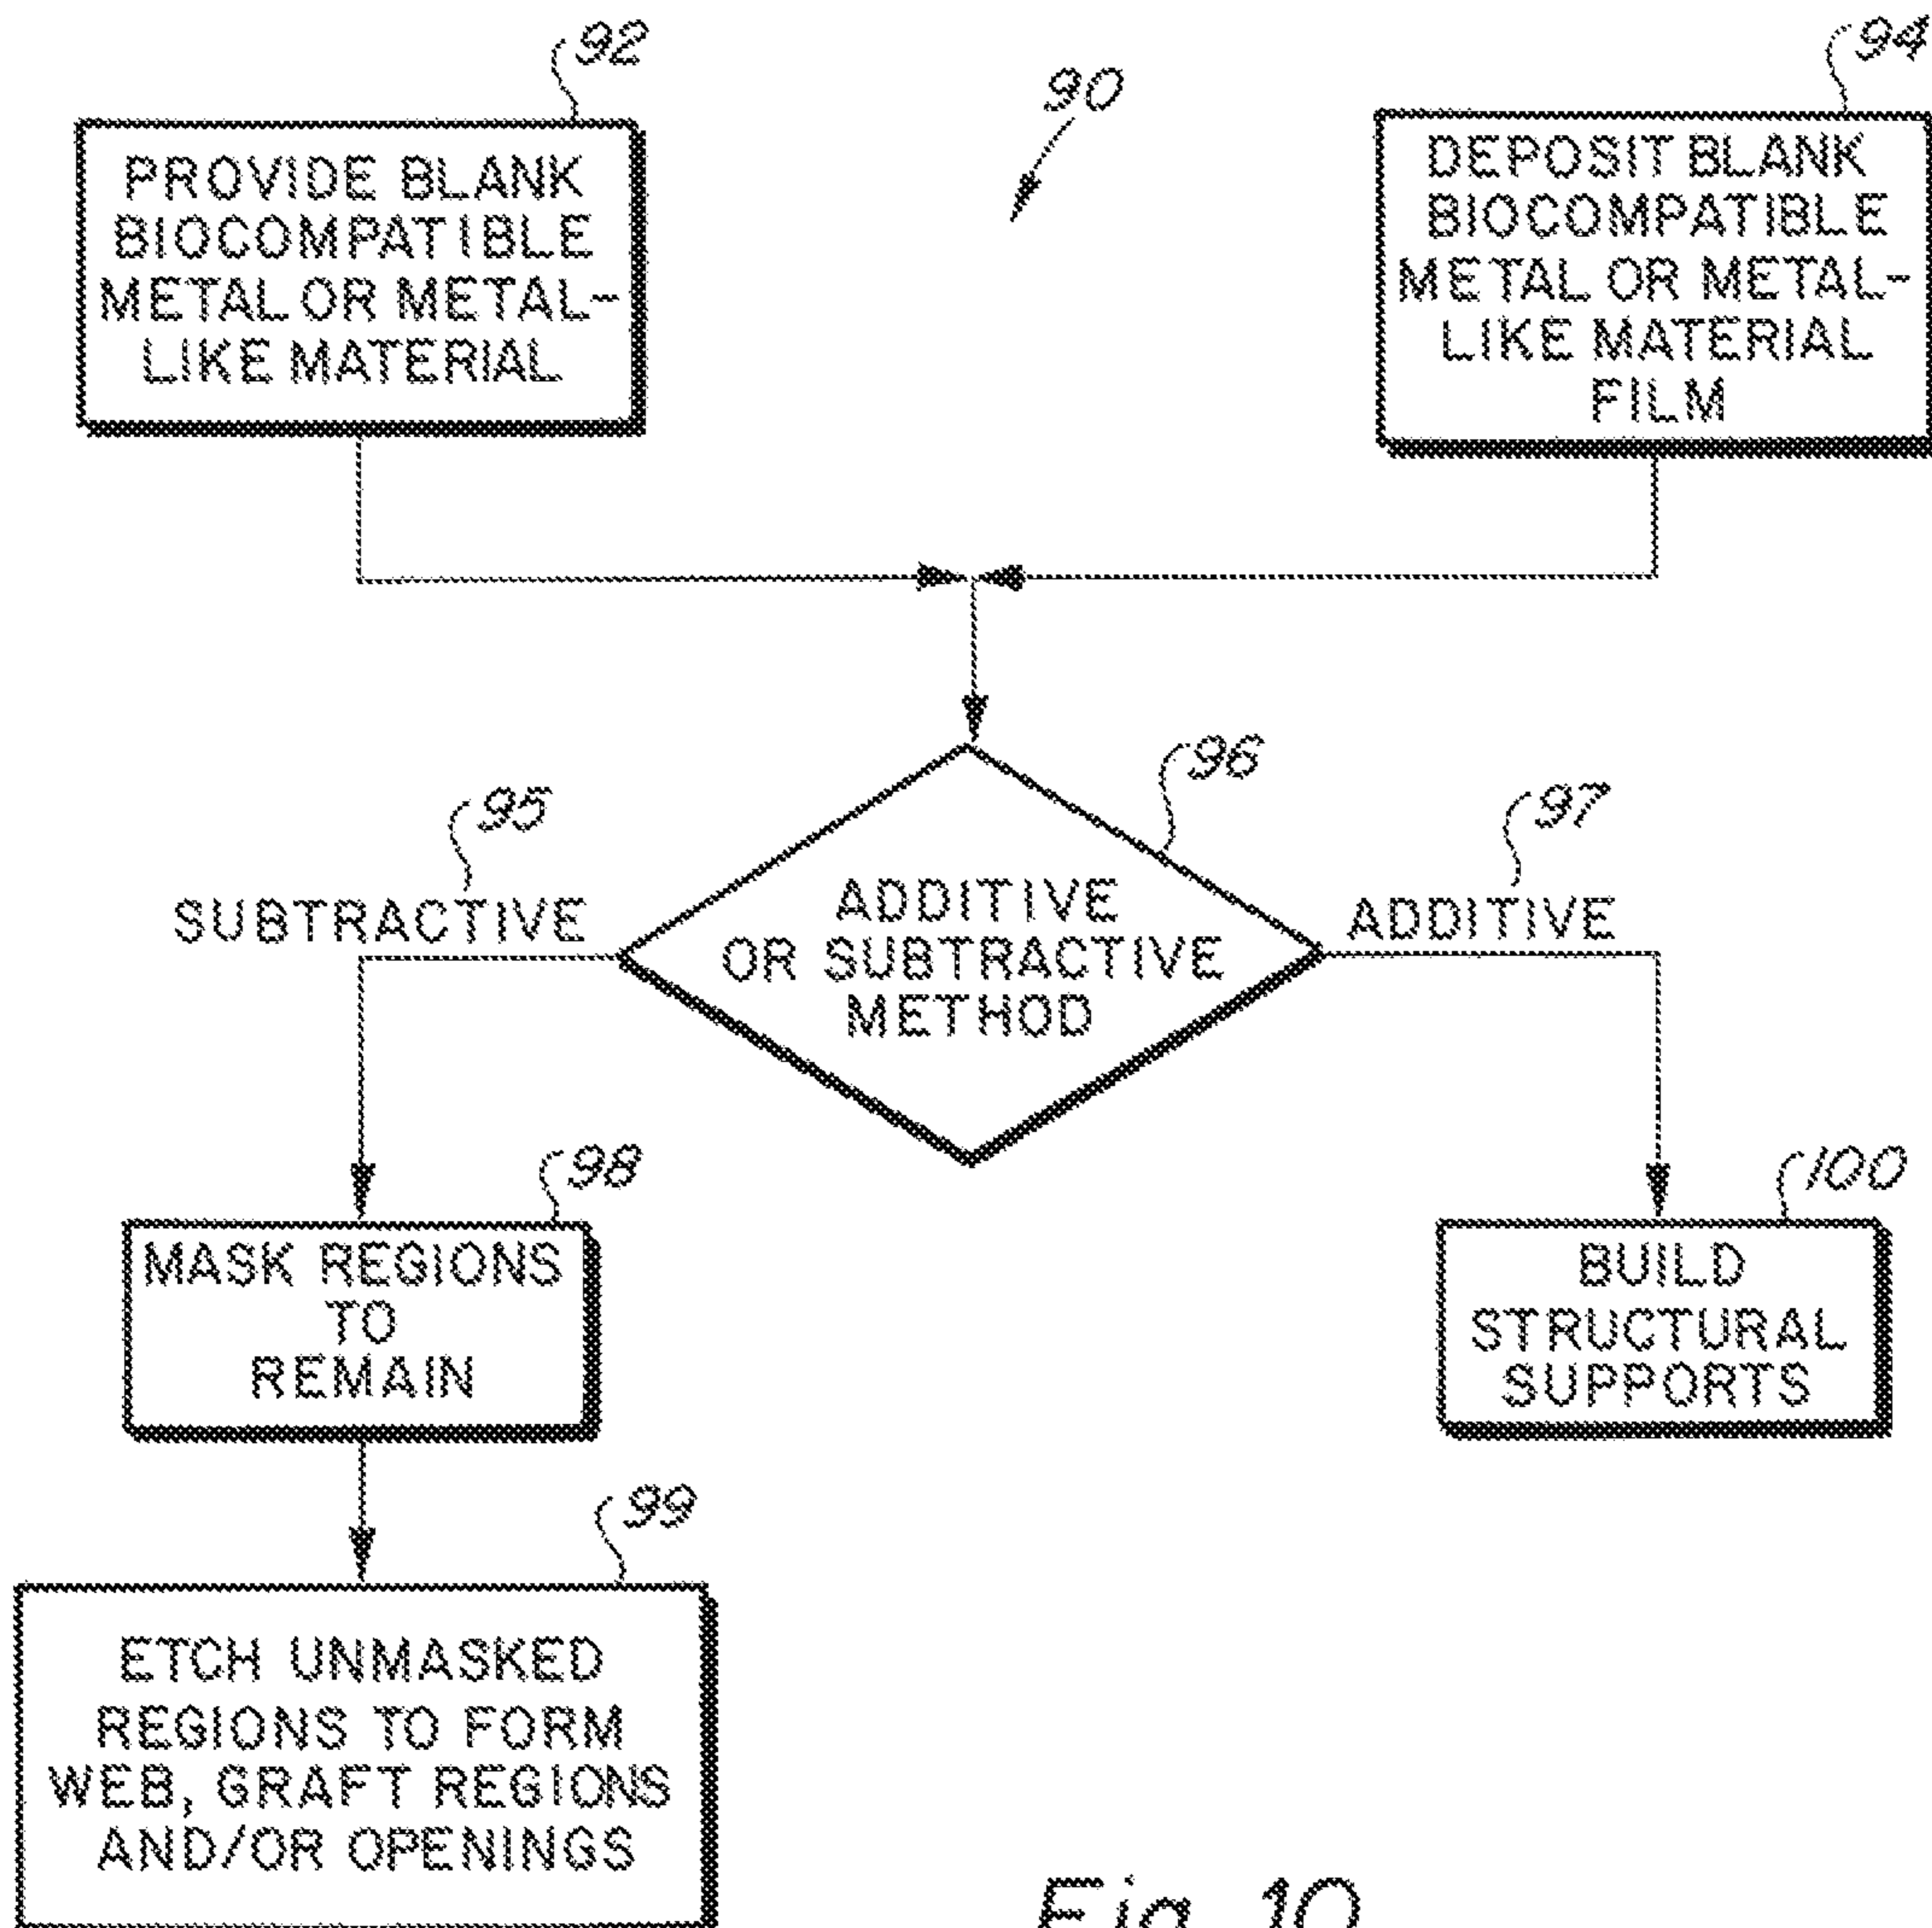 92
PROVIDE BLANK
BIOCOMPATIBLE
METAL OR METAL-
LIKE MATERIAL
90
94
DEPOSIT BLANK
BIOCOMPATIBLE
METAL OR METAL-
LIKE MATERIAL
FILM
96
ADDITIVE
OR SUBTRACTIVE
METHOD
95
SUBTRACTIVE
97
ADDITIVE
98
MASK REGIONS
TO
REMAIN
100
BUILD
STRUCTURAL
SUPPORTS
99
ETCH UNMASKED
REGIONS TO FORM
WEB, GRAFT REGIONS
AND/OR OPENINGS
Fig. 10